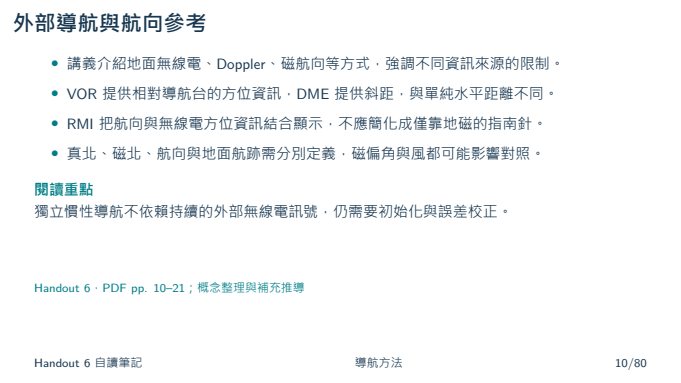 外部導航與航向參考
• 講義介紹地面無線電、Doppler、磁航向等方式，強調不同資訊來源的限制。
• VOR 提供相對導航台的方位資訊，DME 提供斜距，與單純水平距離不同。
• RMI 把航向與無線電方位資訊結合顯示，不應簡化成僅靠地磁的指南針。
• 真北、磁北、航向與地面航跡需分別定義，磁偏角與風都可能影響對照。
閱讀重點
獨立慣性導航不依賴持續的外部無線電訊號，仍需要初始化與誤差校正。
Handout 6 · PDF pp. 10–21；概念整理與補充推導
Handout 6 自讀筆記 導航方法 10/80